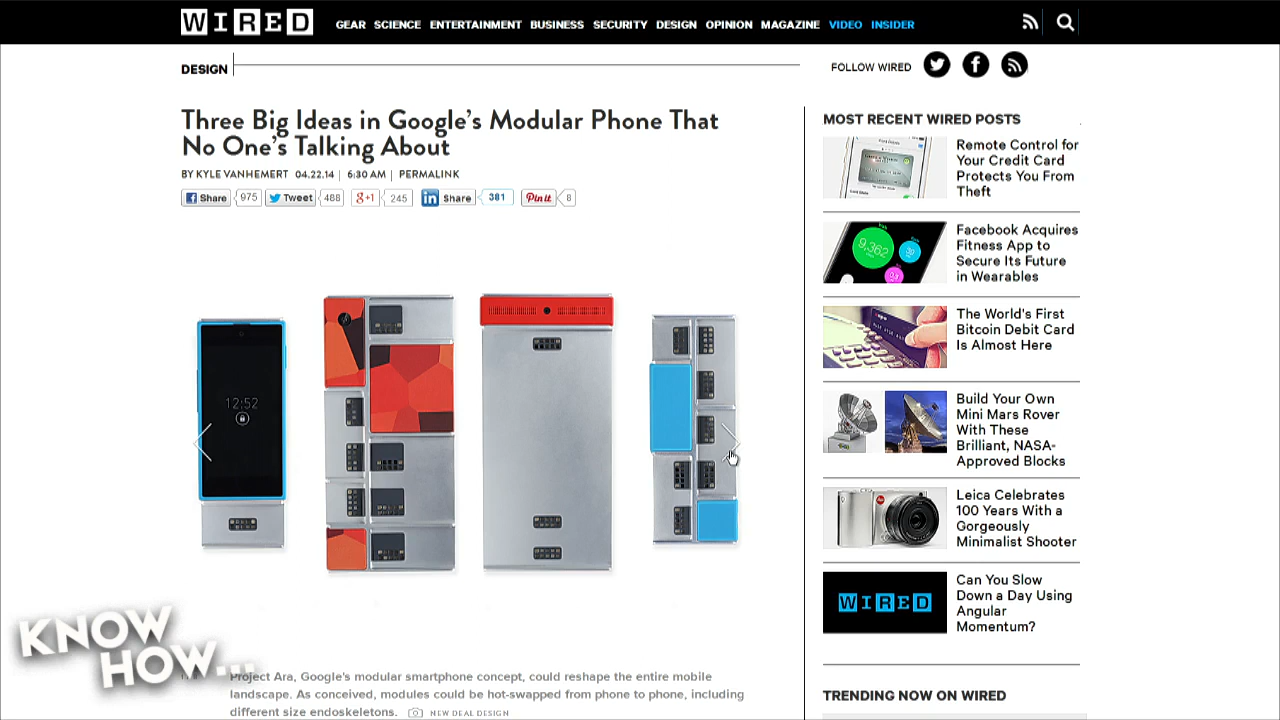 WIRED GEAR SCIENCE ENTERTAINMENT BUSINESS SECURITY DESIGN OPINION MAGAZINE VIDEO INSIDER
DESIGN
FOLLOW WIRED
Three Big Ideas in Google's Modular Phone That
No One's Talking About
BY KYLE VANHEMERT 04.22.14 | 6:30 AM | PERMALINK
Share 975 Tweet 488 g+1 245 in Share 381 Pin it 8
12:52
Project Ara, Google's modular smartphone concept, could reshape the entire mobile
landscape. As conceived, modules could be hot-swapped from phone to phone, including
different size endoskeletons. NEW DEAL DESIGN
MOST RECENT WIRED POSTS
Remote Control for
Your Credit Card
Protects You From
Theft
9,362
Facebook Acquires
Fitness App to
Secure Its Future
in Wearables
The World's First
Bitcoin Debit Card
Is Almost Here
Build Your Own
Mini Mars Rover
With These
Brilliant, NASA-
Approved Blocks
Leica Celebrates
100 Years With a
Gorgeously
Minimalist Shooter
WIRED
Can You Slow
Down a Day Using
Angular
Momentum?
TRENDING NOW ON WIRED
KNOW
HOW...